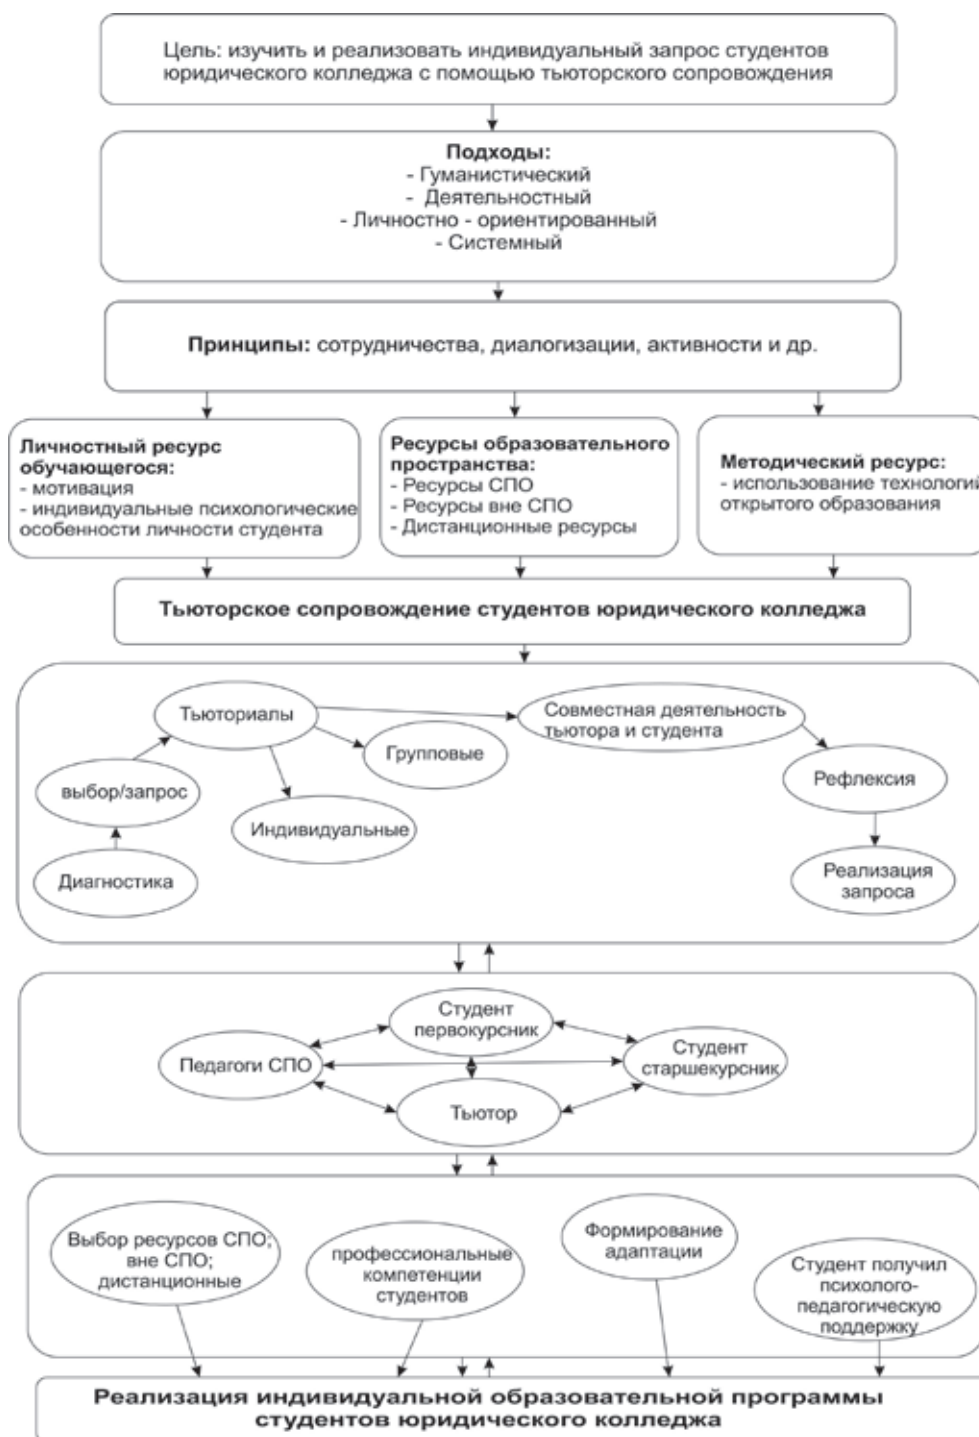 Цель: изучить и реализовать индивидуальный запрос студентов
юридического колледжа с помощью тьюторского сопровождения
Подходы:
- Гуманистический
- Деятельностный
- Личностно - ориентированный
- Системный
Принципы: сотрудничества, диалогизации, активности и др.
Личностный ресурс
обучающегося:
- мотивация
- индивидуальные психологические
особенности личности студента
Ресурсы образовательного
пространства:
- Ресурсы СПО
- Ресурсы вне СПО
- Дистанционные ресурсы
Методический ресурс:
- использование технологий
открытого образования
Тьюторское сопровождение студентов юридического колледжа
Тьюториалы
Совместная деятельность
тьютора и студента
Групповые
Рефлексия
выбор/запрос
Индивидуальные
Диагностика
Реализация
запроса
Студент
первокурсник
Педагоги СПО
Студент
старшекурсник
Тьютор
Выбор ресурсов СПО;
вне СПО;
дистанционные
профессиональные
компетенции
студентов
Формирование
адаптации
Студент получил
психолого-
педагогическую
поддержку
Реализация индивидуальной образовательной программы
студентов юридического колледжа